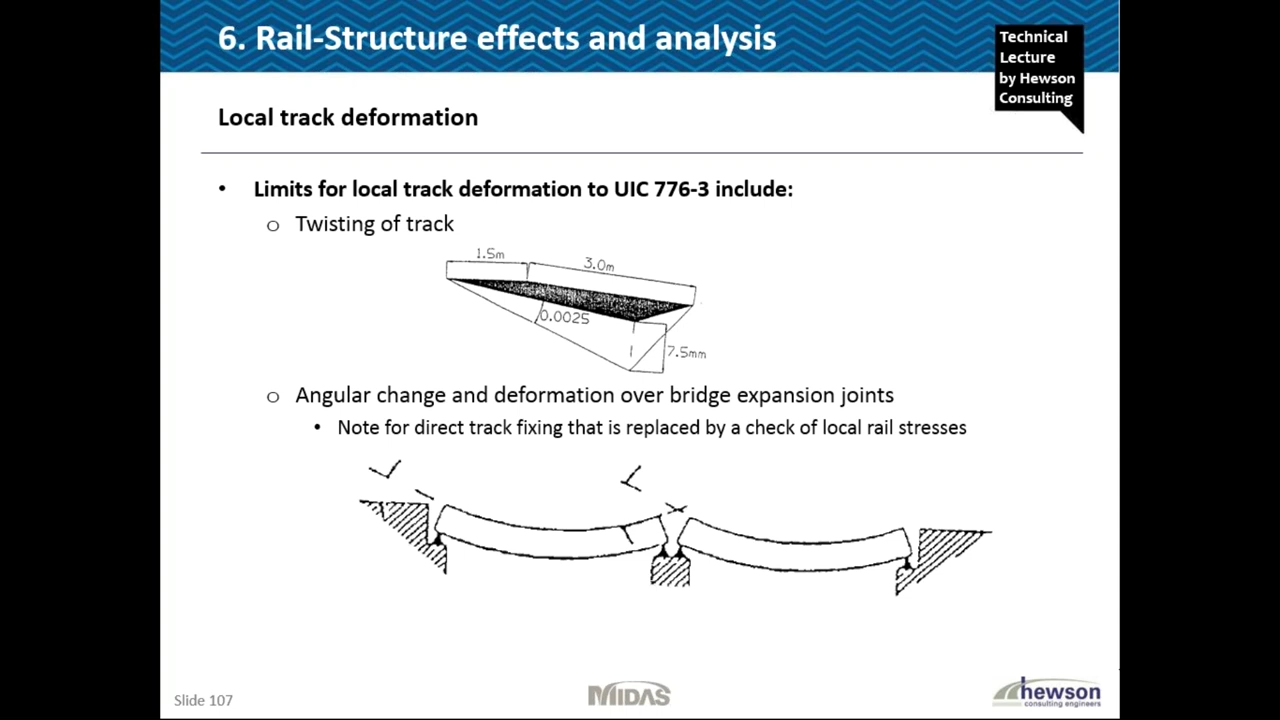 6. Rail-Structure effects and analysis
Technical
Lecture
by Hewson
Consulting
Local track deformation
• Limits for local track deformation to UIC 776-3 include:
o Twisting of track
1.5m
3.0m
0.0025
7.5mm
o Angular change and deformation over bridge expansion joints
• Note for direct track fixing that is replaced by a check of local rail stresses
Slide 107
MIDAS
hewson
consulting engineers